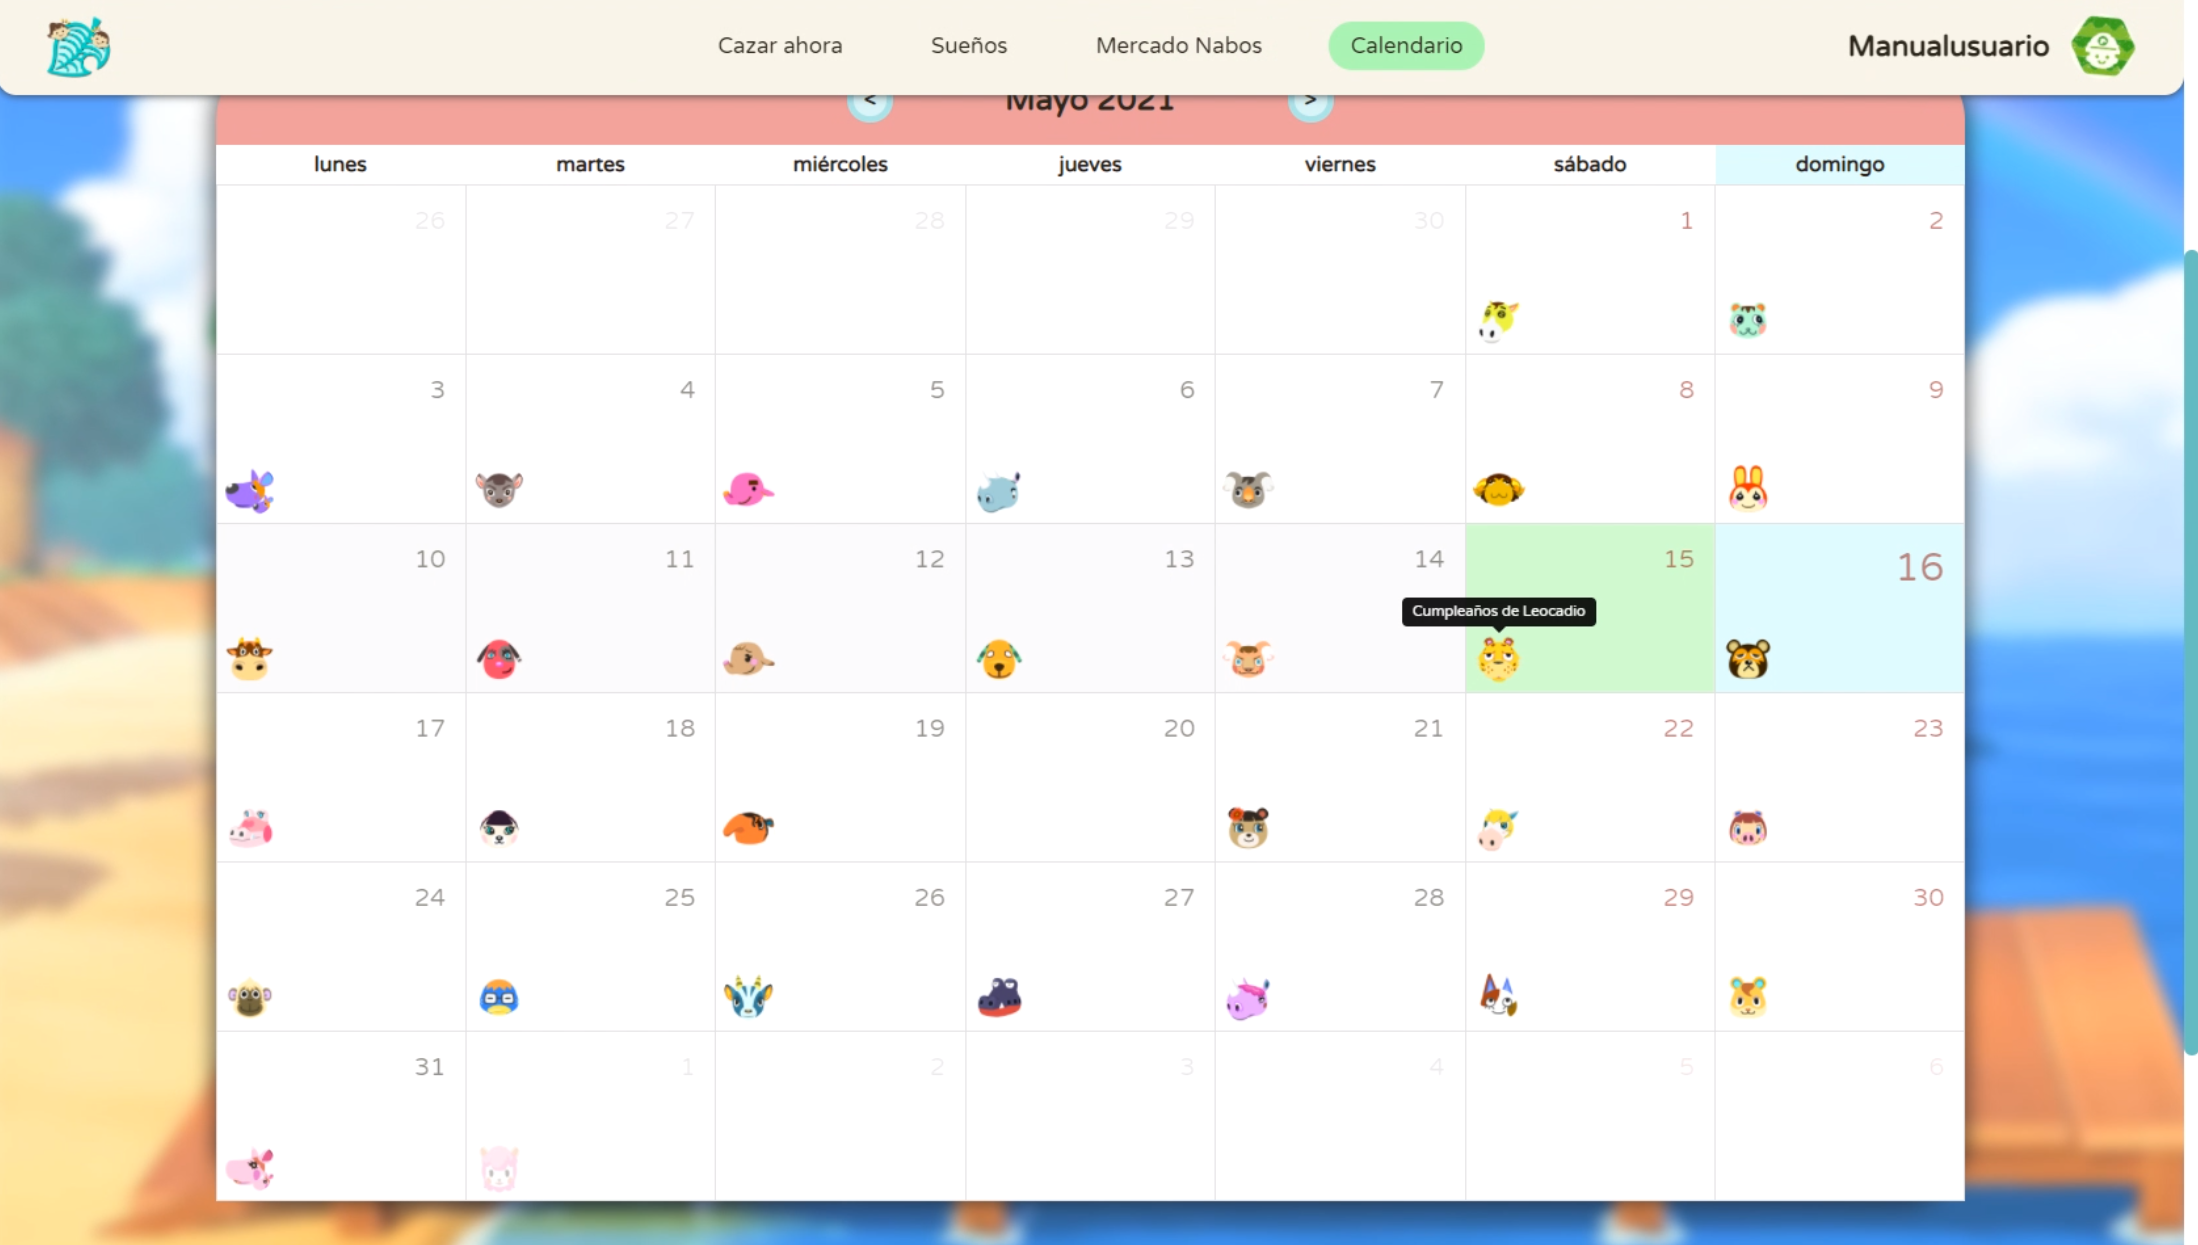 Cazar ahora Sueños Mercado Nabos Calendario Manualusuario
< Mayo 2021 >
lunes martes miércoles jueves viernes sábado domingo
26 27 28 29 30 1 2
3 4 5 6 7 8 9
10 11 12 13 14 15 16
Cumpleaños de Leocadio
17 18 19 20 21 22 23
24 25 26 27 28 29 30
31 1 2 3 4 5 6